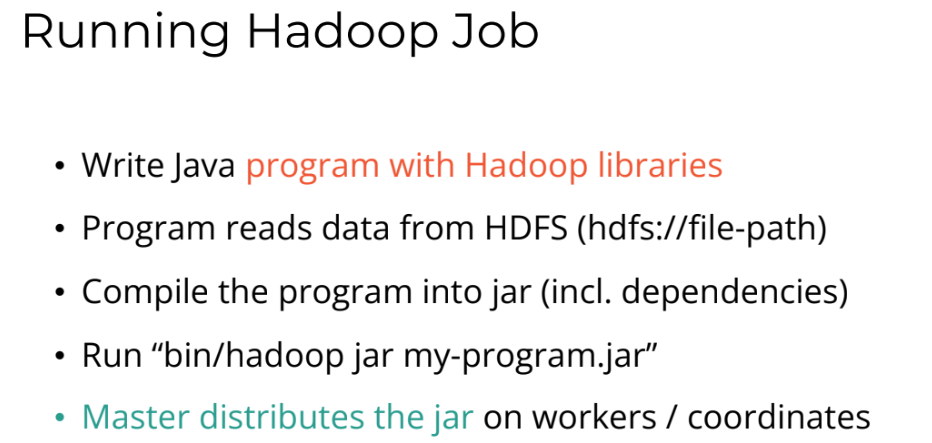 Running Hadoop Job
• Write Java program with Hadoop libraries
• Program reads data from HDFS (hdfs://file-path)
• Compile the program into jar (incl. dependencies)
• Run “bin/hadoop jar my-program.jar”
• Master distributes the jar on workers / coordinates